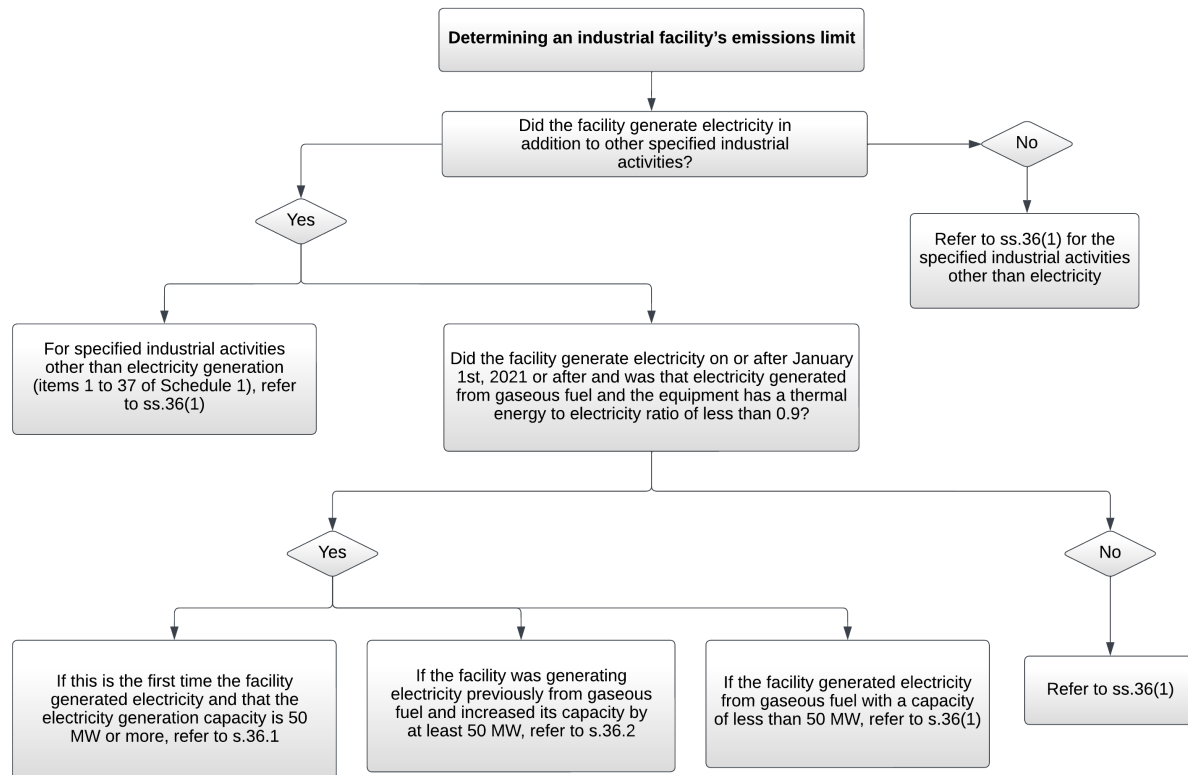 Determining an industrial facility’s emissions limit
Did the facility generate electricity in
addition to other specified industrial
activities?
No
Yes
Refer to ss.36(1) for the
specified industrial activities
other than electricity
For specified industrial activities
other than electricity generation
(items 1 to 37 of Schedule 1), refer
to ss.36(1)
Did the facility generate electricity on or after January
1st, 2021 or after and was that electricity generated
from gaseous fuel and the equipment has a thermal
energy to electricity ratio of less than 0.9?
Yes
No
If this is the first time the facility
generated electricity and that the
electricity generation capacity is 50
MW or more, refer to s.36.1
If the facility was generating
electricity previously from gaseous
fuel and increased its capacity by
at least 50 MW, refer to s.36.2
If the facility generated electricity
from gaseous fuel with a capacity
of less than 50 MW, refer to s.36(1)
Refer to ss.36(1)